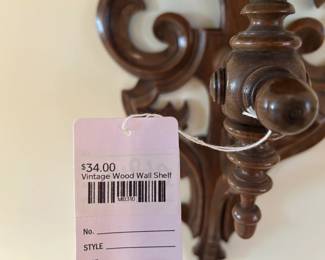 $34.00
Vintage Wood Wall Shelf
No.
STYLE